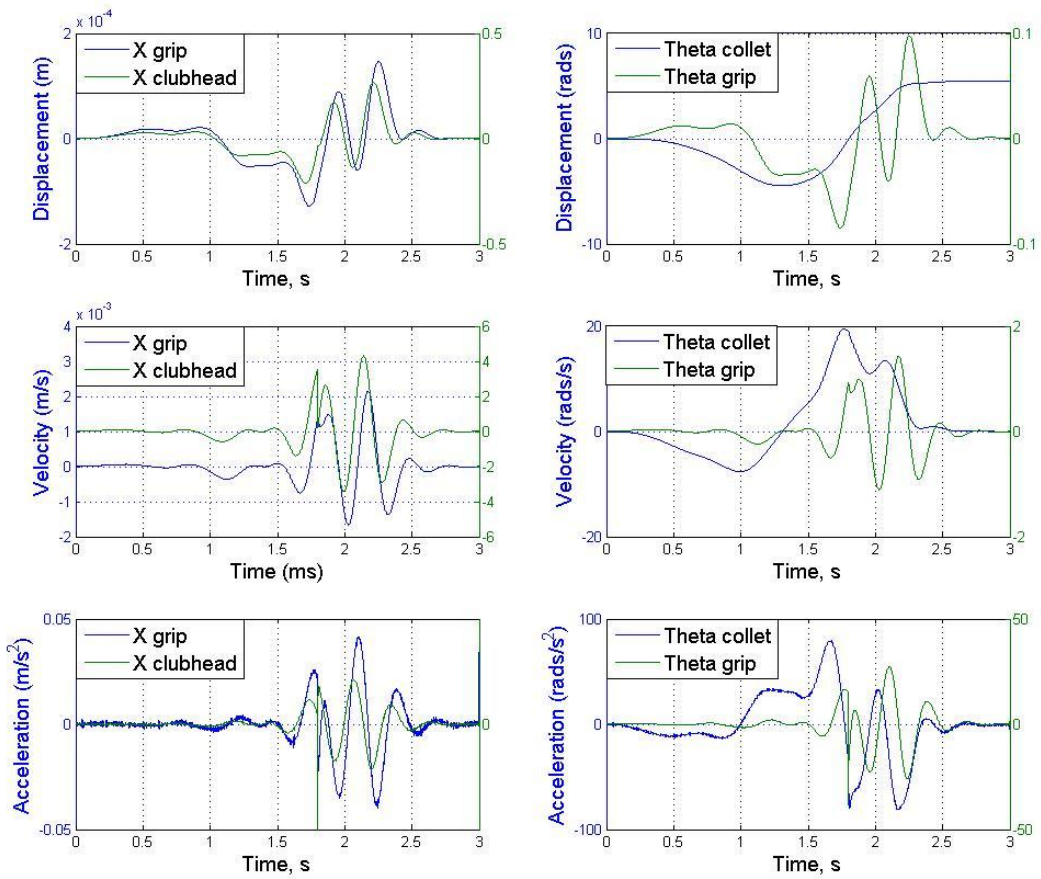 x 10⁻⁴
2
0
-2
Displacement (m)
X grip
X clubhead
0.5
0
-0.5
0 0.5 1 1.5 2 2.5 3
Time, s
10
0
-10
Displacement (rads)
Theta collet
Theta grip
0.1
0
-0.1
0 0.5 1 1.5 2 2.5 3
Time, s
x 10⁻³
4
3
2
1
0
-1
-2
Velocity (m/s)
X grip
X clubhead
6
4
2
0
-2
-4
-6
0 0.5 1 1.5 2 2.5 3
Time (ms)
20
0
-20
Velocity (rads/s)
Theta collet
Theta grip
2
0
-2
0 0.5 1 1.5 2 2.5 3
Time, s
0.05
0
-0.05
Acceleration (m/s²)
X grip
X clubhead
0
0 0.5 1 1.5 2 2.5 3
Time, s
100
0
-100
Acceleration (rads/s²)
Theta collet
Theta grip
50
0
-50
0 0.5 1 1.5 2 2.5 3
Time, s